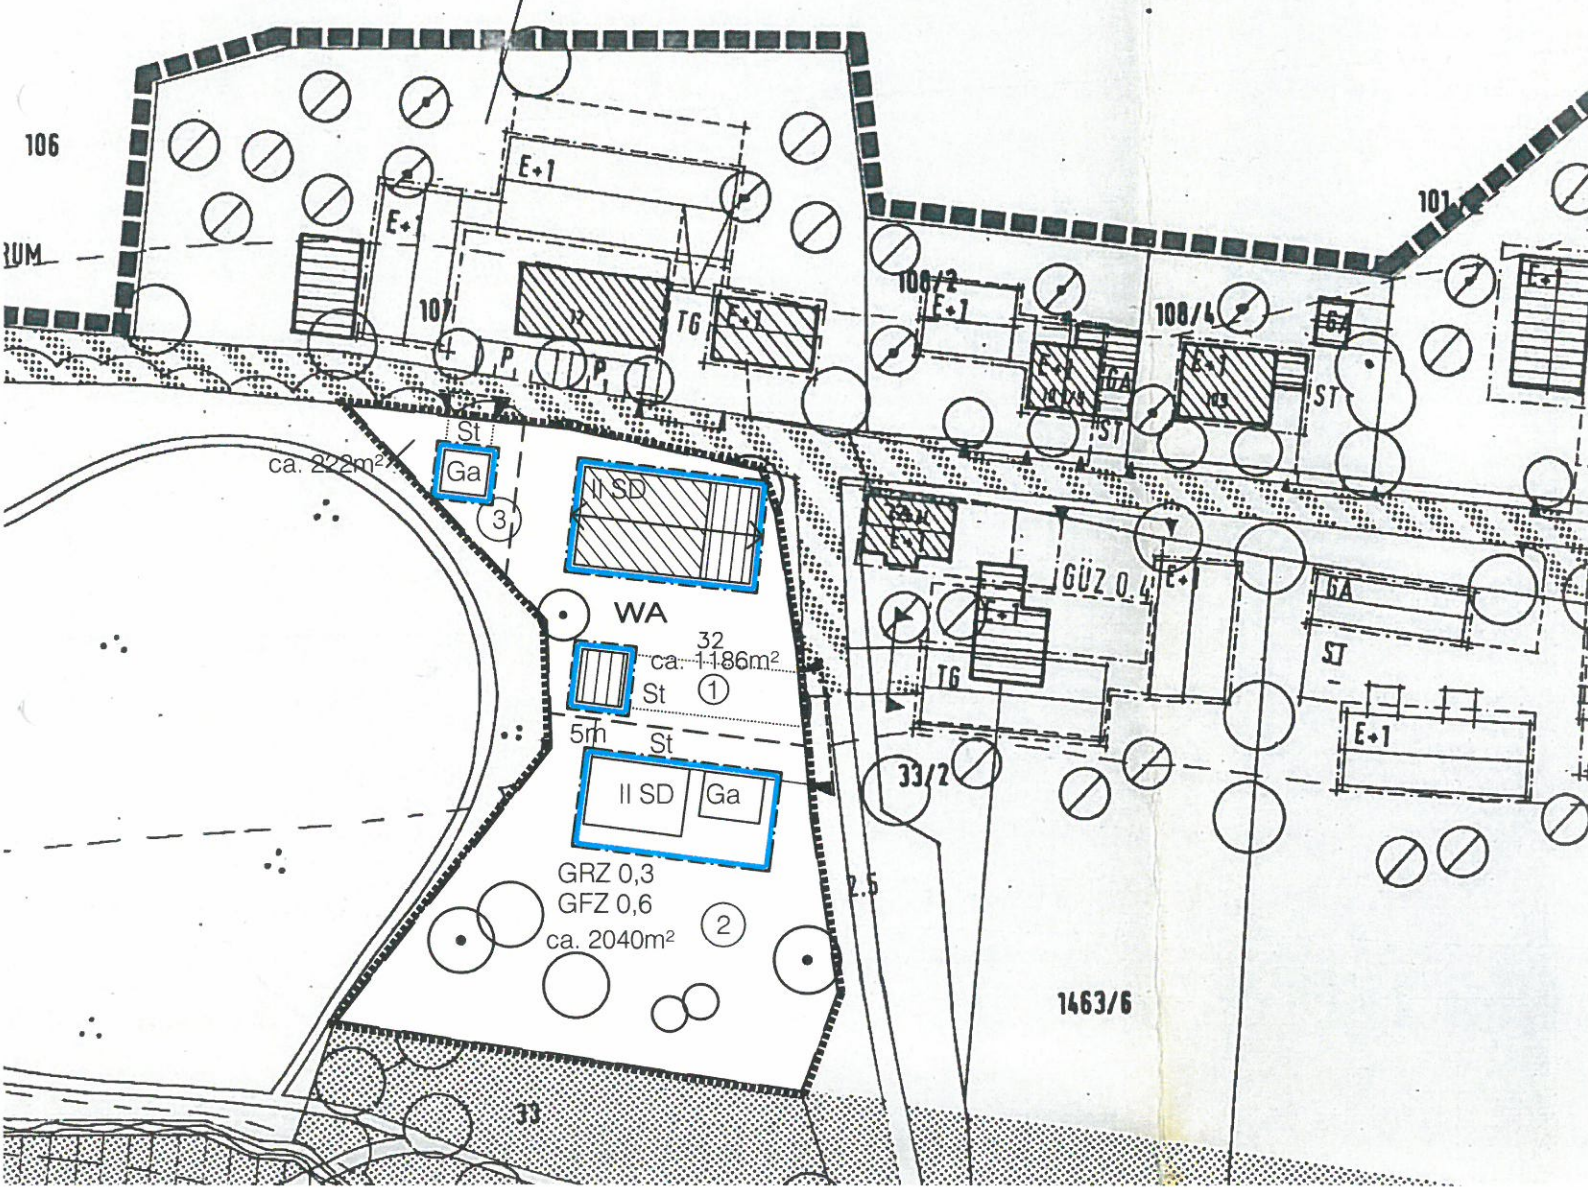 106
E+1
101
E+1
107
TG
E+1
108/2
E+1
108/4
GA
E+1
P
P
E+1
GA
E+1
ST
ST
St
ca. 222m²
Ga
II SD
3
GÜZ 0.4
E+1
GA
E+1
WA
32
ca. 1186m²
St
1
TG
ST
5m
St
E+1
II SD
Ga
33/2
GRZ 0,3
GFZ 0,6
2
ca. 2040m²
1463/6
33